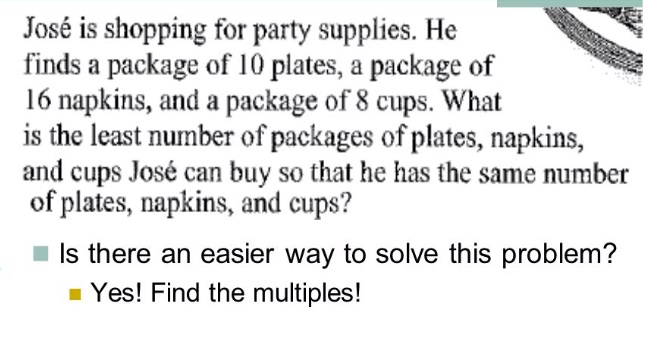 José is shopping for party supplies. He
finds a package of 10 plates, a package of
16 napkins, and a package of 8 cups. What
is the least number of packages of plates, napkins,
and cups José can buy so that he has the same number
of plates, napkins, and cups?
Is there an easier way to solve this problem?
Yes! Find the multiples!